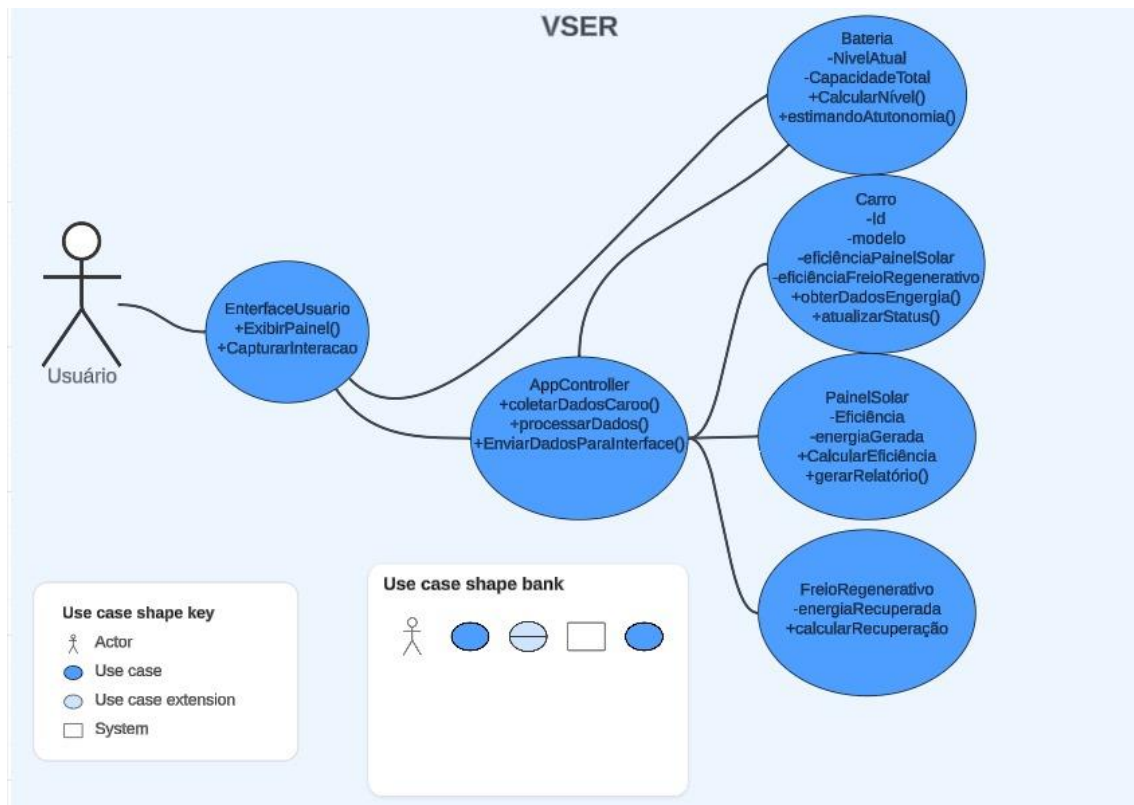 VSER
Bateria
-NivelAtual
-CapacidadeTotal
+CalcularNível()
+estimandoAtutonomia()
Carro
-Id
-modelo
-eficiênciaPainelSolar
-eficiênciaFreioRegenerativo
+obterDadosEngergia()
+atualizarStatus()
Usuário
EnterfaceUsuario
+ExibirPainel()
+CapturarInteracao
AppController
+coletarDadosCaroo()
+processarDados()
+EnviarDadosParaInterface()
PainelSolar
-Eficiência
-energiaGerada
+CalcularEficiência
+gerarRelatório()
FreioRegenerativo
-energiaRecuperada
+calcularRecuperação
Use case shape key
Actor
Use case
Use case extension
System
Use case shape bank